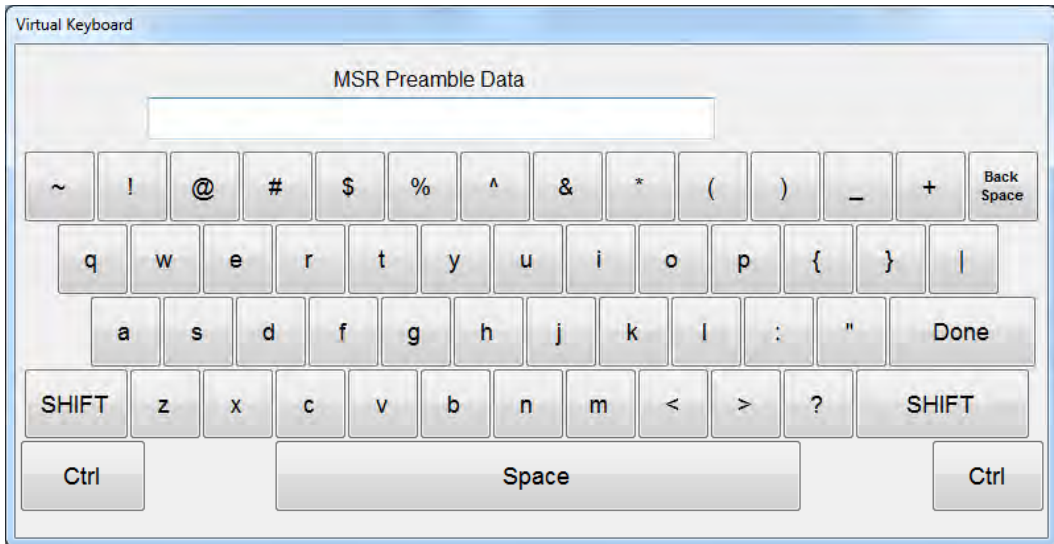 Virtual Keyboard
MSR Preamble Data
~ ! @ # $ % ^ & * ( ) _ + Back Space
q w e r t y u i o p { } |
a s d f g h j k l : " Done
SHIFT z x c v b n m < > ? SHIFT
Ctrl Space Ctrl